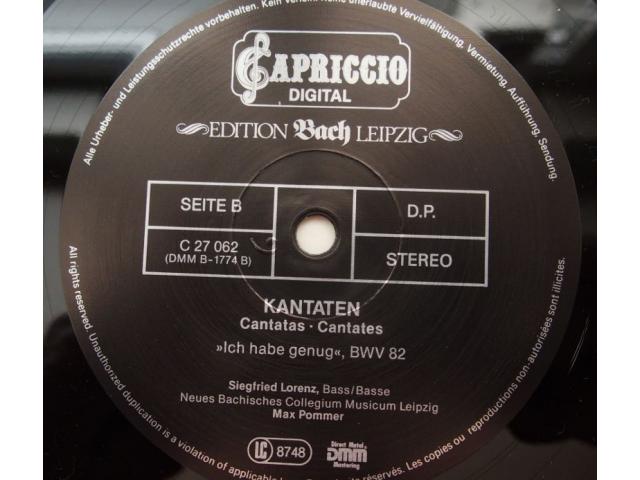 Alle Urheber- und Leistungsschutzrechte vorbehalten. Kein Verleih! Keine unerlaubte Vervielfältigung, Vermietung, Aufführung, Sendung.
CAPRICCIO
DIGITAL
EDITION Bach LEIPZIG
SEITE B
D.P.
C 27 062
(DMM B-1774 B)
STEREO
KANTATEN
Cantatas · Cantates
»Ich habe genug«, BWV 82
Siegfried Lorenz, Bass/Basse
Neues Bachisches Collegium Musicum Leipzig
Max Pommer
LC 8748
Direct Metal
DMM
Mastering
All rights reserved. Unauthorized duplication is a violation of applicable laws.
copies ou reproductions non-autorisées sont illicites.